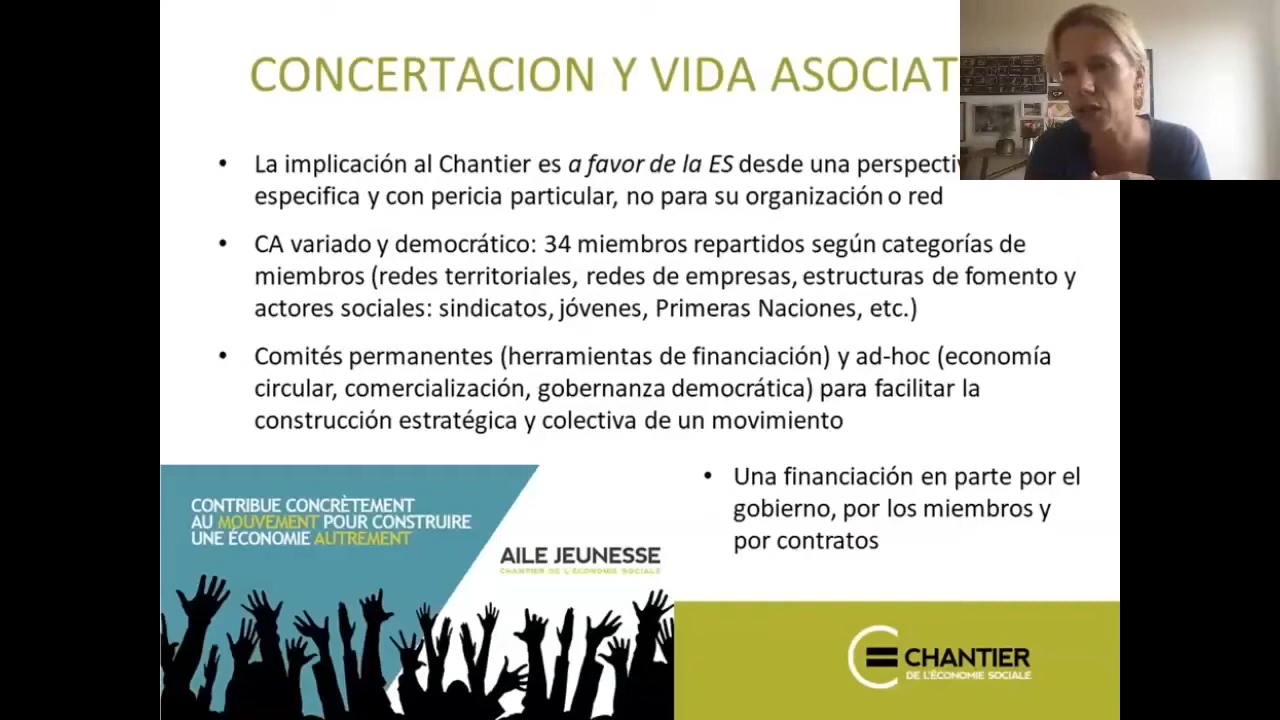 CONCERTACION Y VIDA ASOCIAT
• La implicación al Chantier es a favor de la ES desde una
especifica y con pericia particular, no para su organización o red
• CA variado y democrático: 34 miembros repartidos según categorías de
miembros (redes territoriales, redes de empresas, estructuras de fomento y
actores sociales: sindicatos, jóvenes, Primeras Naciones, etc.)
• Comités permanentes (herramientas de financiación) y ad-hoc (economía
circular, comercialización, gobernanza democrática) para facilitar la
construcción estratégica y colectiva de un movimiento
• Una financiación en parte por el
gobierno, por los miembros y
por contratos
CONTRIBUE CONCRÈTEMENT
AU MOUVEMENT POUR CONSTRUIRE
UNE ÉCONOMIE AUTREMENT
AILE JEUNESSE
CHANTIER DE L'ÉCONOMIE SOCIALE
CHANTIER
DE L'ÉCONOMIE SOCIALE